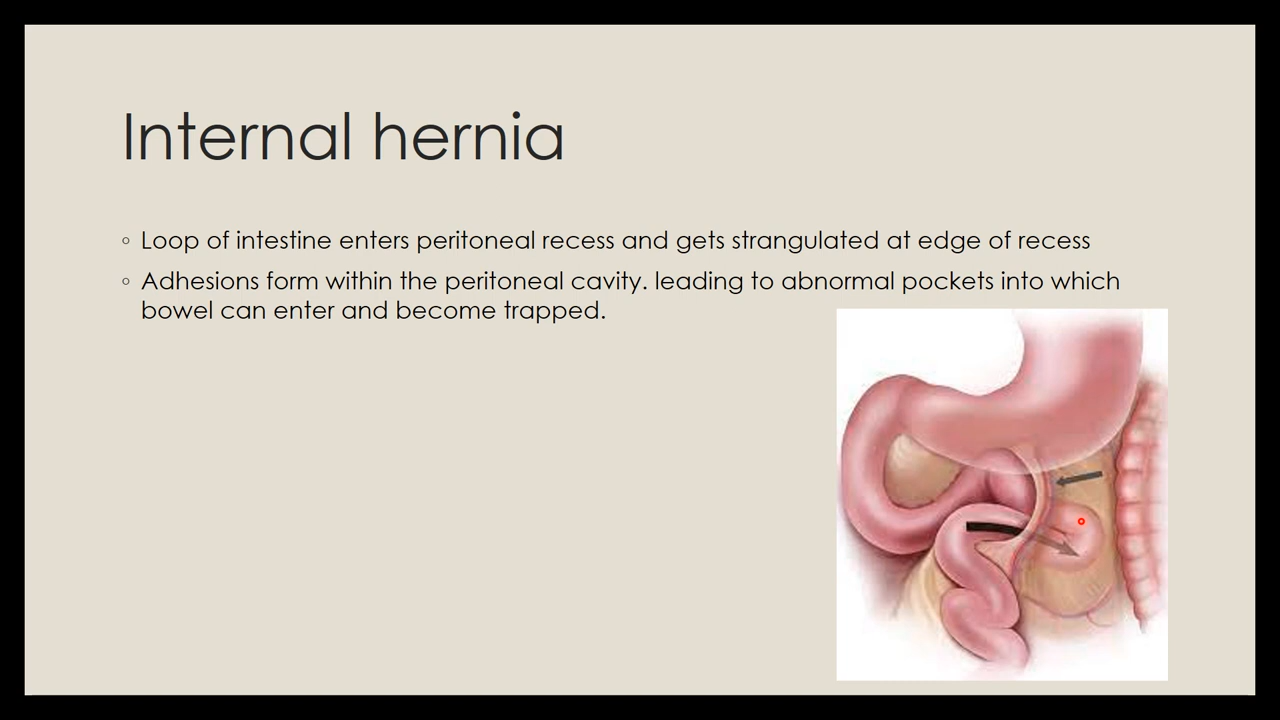 Internal hernia
◦ Loop of intestine enters peritoneal recess and gets strangulated at edge of recess
◦ Adhesions form within the peritoneal cavity. leading to abnormal pockets into which
bowel can enter and become trapped.